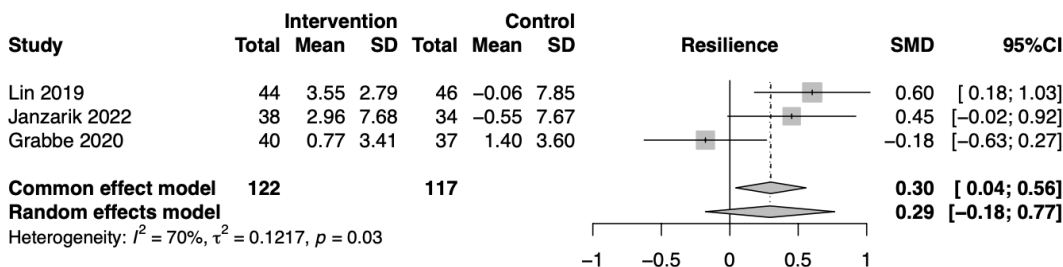 Intervention Control
Study Total Mean SD Total Mean SD Resilience SMD 95%CI
Lin 2019 44 3.55 2.79 46 −0.06 7.85 0.60 [ 0.18; 1.03]
Janzarik 2022 38 2.96 7.68 34 −0.55 7.67 0.45 [−0.02; 0.92]
Grabbe 2020 40 0.77 3.41 37 1.40 3.60 −0.18 [−0.63; 0.27]
Common effect model 122 117 0.30 [ 0.04; 0.56]
Random effects model 0.29 [−0.18; 0.77]
Heterogeneity: I² = 70%, τ² = 0.1217, p = 0.03
−1 −0.5 0 0.5 1